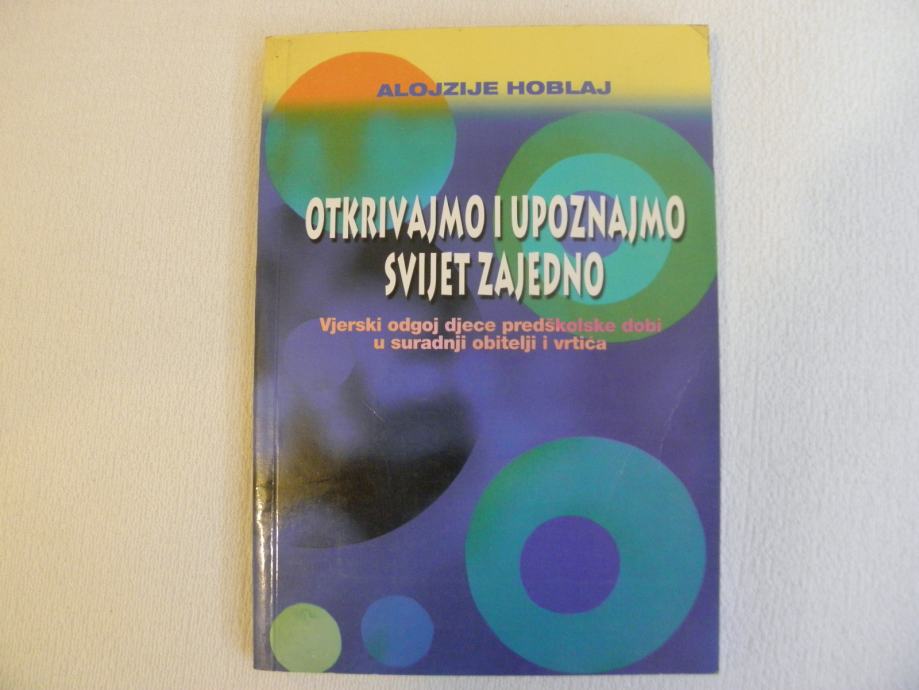 ALOJZIJE HOBLAJ
OTKRIVAJMO I UPOZNAJMO
SVIJET ZAJEDNO
Vjerski odgoj djece predškolske dobi
u suradnji obitelji i vrtića